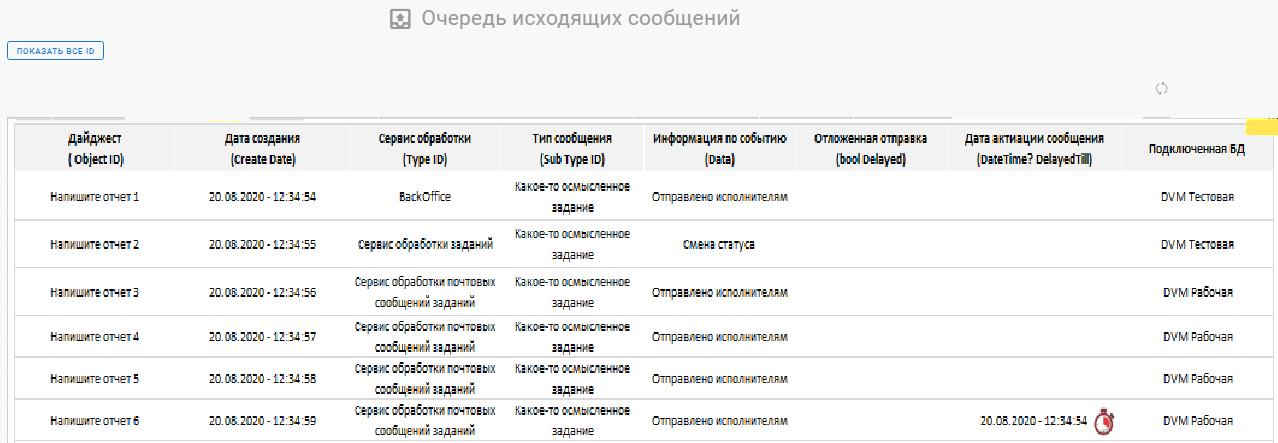 Очередь исходящих сообщений
ПОКАЗАТЬ ВСЕ ID
Дайджест Дата создания Сервис обработки Тип сообщения Информация по событию Отложенная отправка Дата актиации сообщения Подключенная БД
( Object ID) (Create Date) (Type ID) (Sub Type ID) (Data) (bool Delayed) (DateTime? DelayedTill)
Напишите отчет 1 20.08.2020 - 12:34:54 BackOffice Какое-то осмысленное задание Отправлено исполнителям DVM Тестовая
Напишите отчет 2 20.08.2020 - 12:34:55 Сервис обработки заданий Какое-то осмысленное задание Смена статуса DVM Тестовая
Напишите отчет 3 20.08.2020 - 12:34:56 Сервис обработки почтовых сообщений заданий Какое-то осмысленное задание Отправлено исполнителям DVM Рабочая
Напишите отчет 4 20.08.2020 - 12:34:57 Сервис обработки почтовых сообщений заданий Какое-то осмысленное задание Отправлено исполнителям DVM Рабочая
Напишите отчет 5 20.08.2020 - 12:34:58 Сервис обработки почтовых сообщений заданий Какое-то осмысленное задание Отправлено исполнителям DVM Рабочая
Напишите отчет 6 20.08.2020 - 12:34:59 Сервис обработки почтовых сообщений заданий Какое-то осмысленное задание Отправлено исполнителям 20.08.2020 - 12:34:54 DVM Рабочая